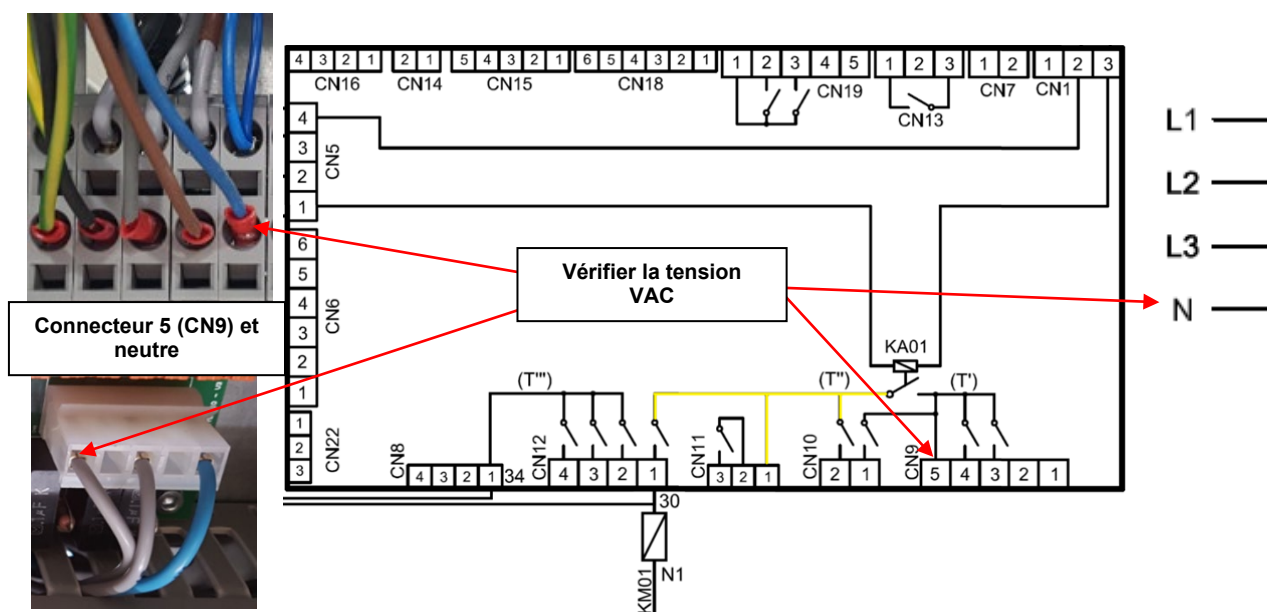 4 3 2 1 2 1 5 4 3 2 1 6 5 4 3 2 1 1 2 3 4 5 1 2 3 1 2 1 2 3
CN16 CN14 CN15 CN18 CN19 CN13 CN7 CN1
4
3
2
1
CN5
6
5
4
3
2
1
CN6
1
2
3
CN22
L1
L2
L3
N
Vérifier la tension
VAC
Connecteur 5 (CN9) et
neutre
KA01
(T''') (T'') (T')
CN8 4 3 2 1 34 CN12 4 3 2 1 CN11 3 2 1 CN10 2 1 CN9 5 4 3 2 1
30
KM01 N1